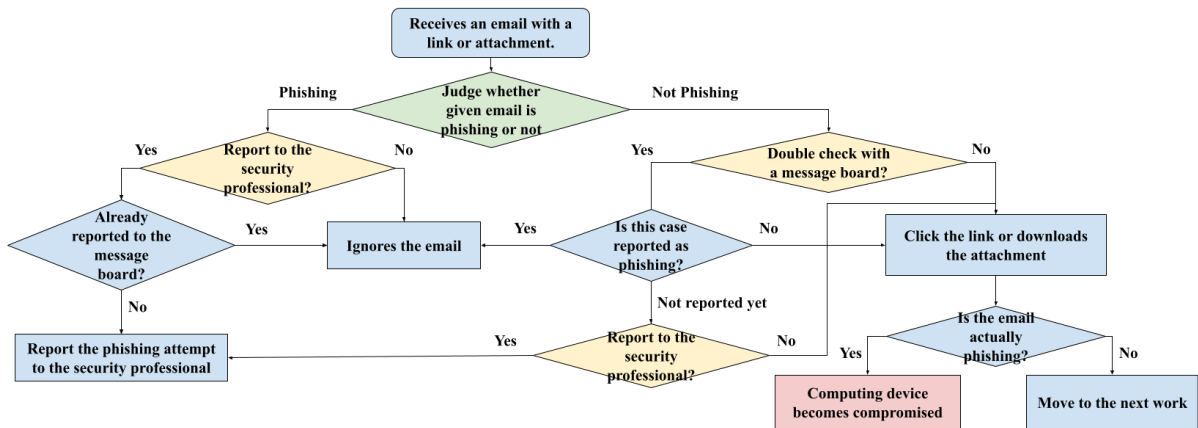 Receives an email with a
link or attachment.
Phishing
Judge whether
given email is
phishing or not
Not Phishing
Yes
Report to the
security
professional?
No
Yes
Double check with
a message board?
No
Already
reported to the
message
board?
Yes
Ignores the email
Yes
Is this case
reported as
phishing?
No
Click the link or downloads
the attachment
No
Not reported yet
Report the phishing attempt
to the security professional
Yes
Report to the
security
professional?
No
Is the email
actually
phishing?
Yes
No
Computing device
becomes compromised
Move to the next work